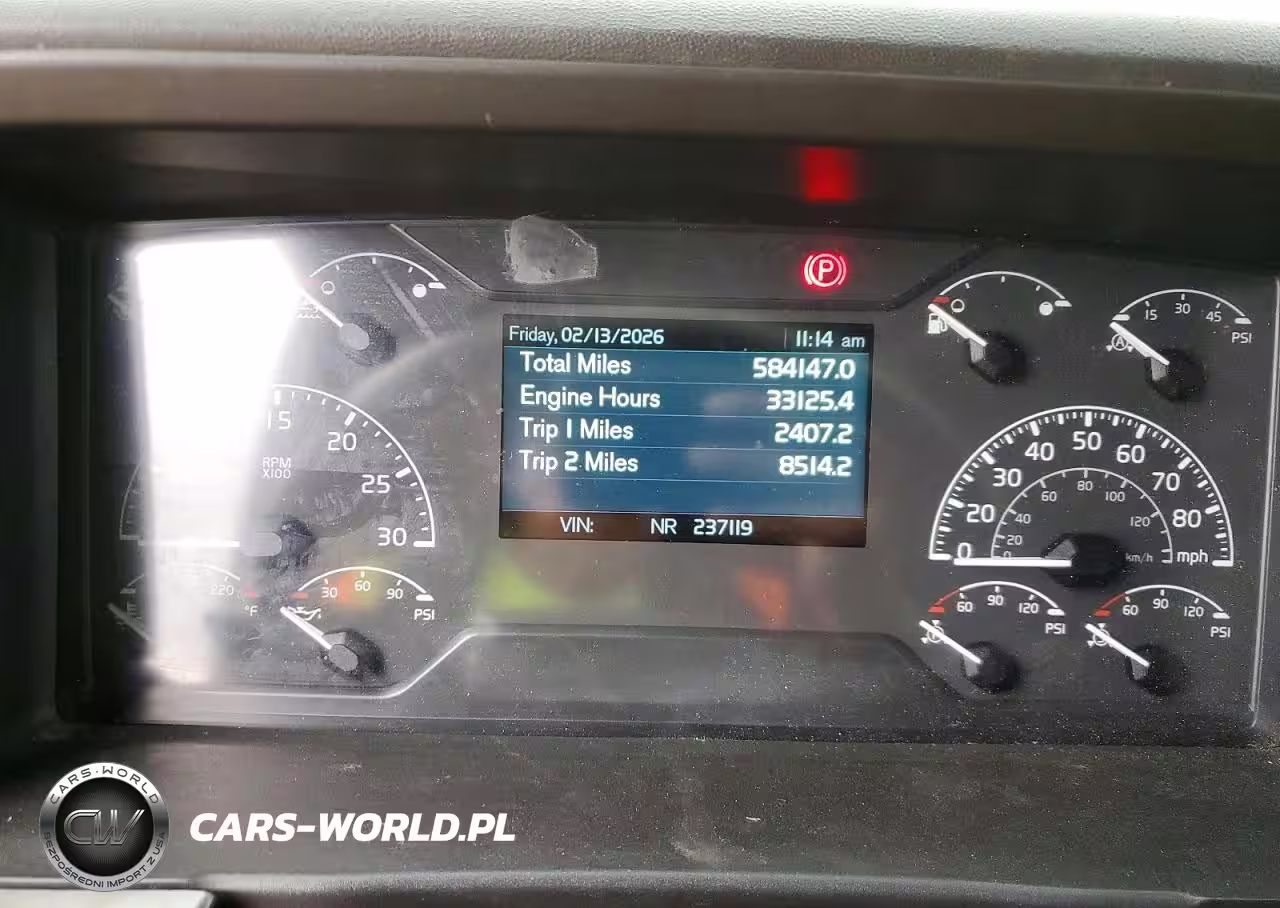 Friday, 02/13/2026 11:14 am
Total Miles 584147.0
Engine Hours 33125.4
Trip 1 Miles 2407.2
Trip 2 Miles 8514.2
VIN: NR 237119
P
15 30 45
PSI
A
15 20 25 30
RPM
X100
0 20 30 40 50 60 70 80 mph
0 20 40 60 80 100 120 km/h
220
°F
30 60 90
PSI
60 90 120
PSI
60 90 120
PSI
CARS-WORLD
CW
BEZPOŚREDNI IMPORT Z USA
CARS-WORLD.PL